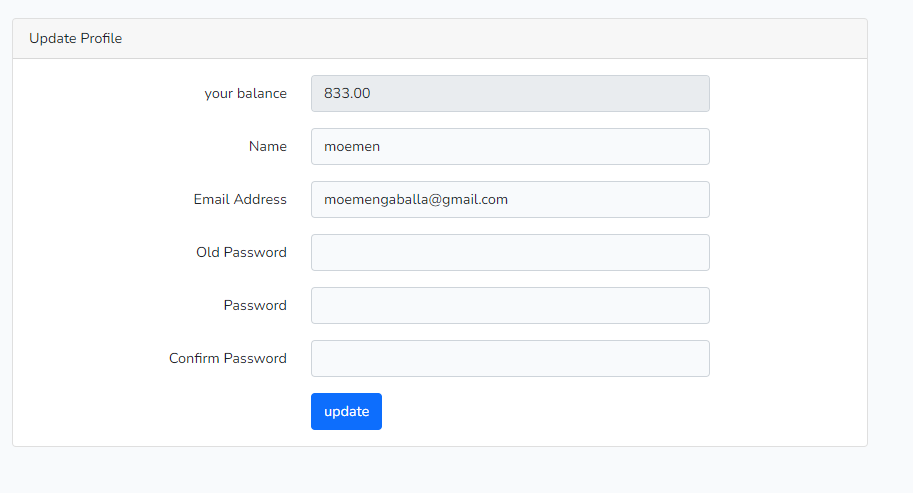 Update Profile
your balance 833.00
Name moemen
Email Address moemengaballa@gmail.com
Old Password
Password
Confirm Password
update